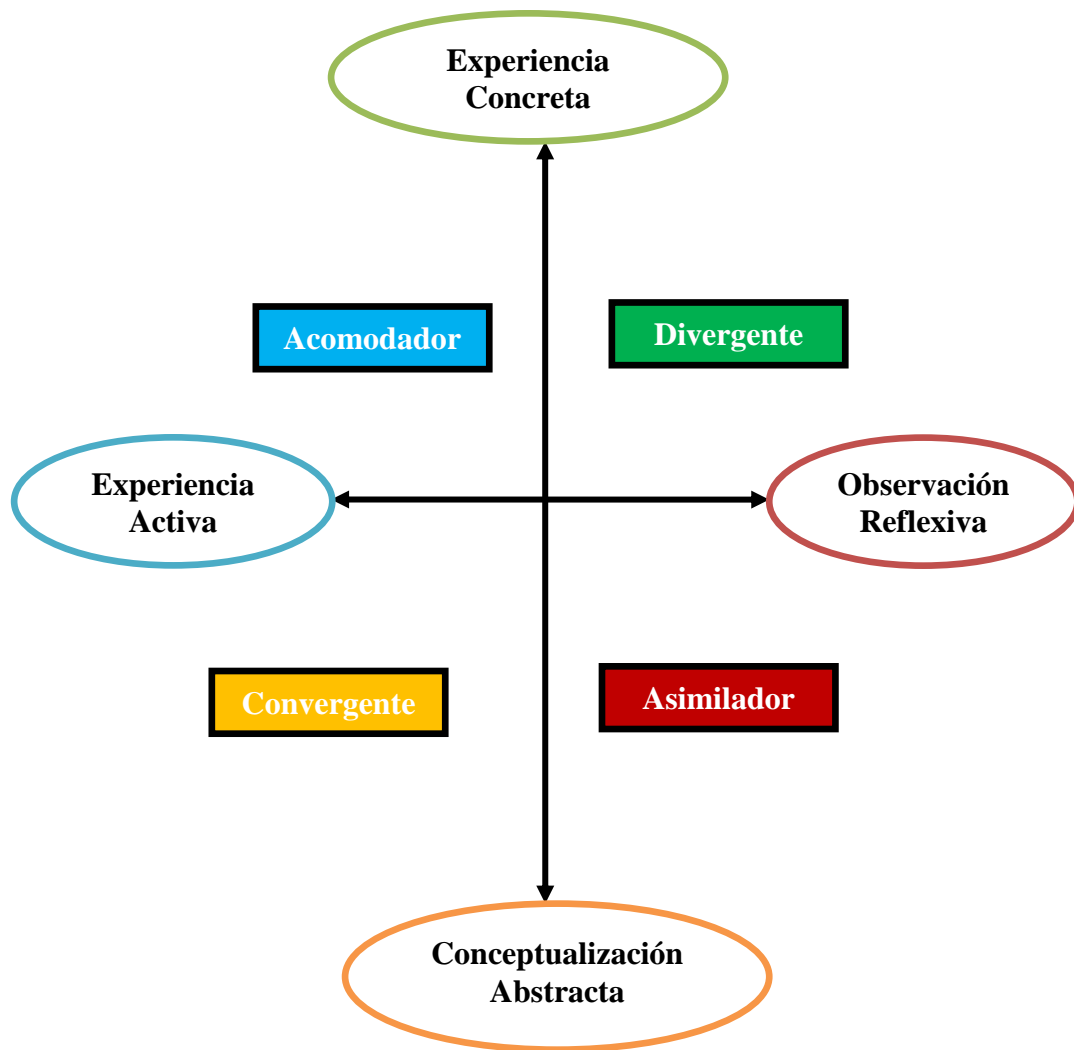 Experiencia
Concreta
Acomodador
Divergente
Experiencia
Activa
Observación
Reflexiva
Convergente
Asimilador
Conceptualización
Abstracta